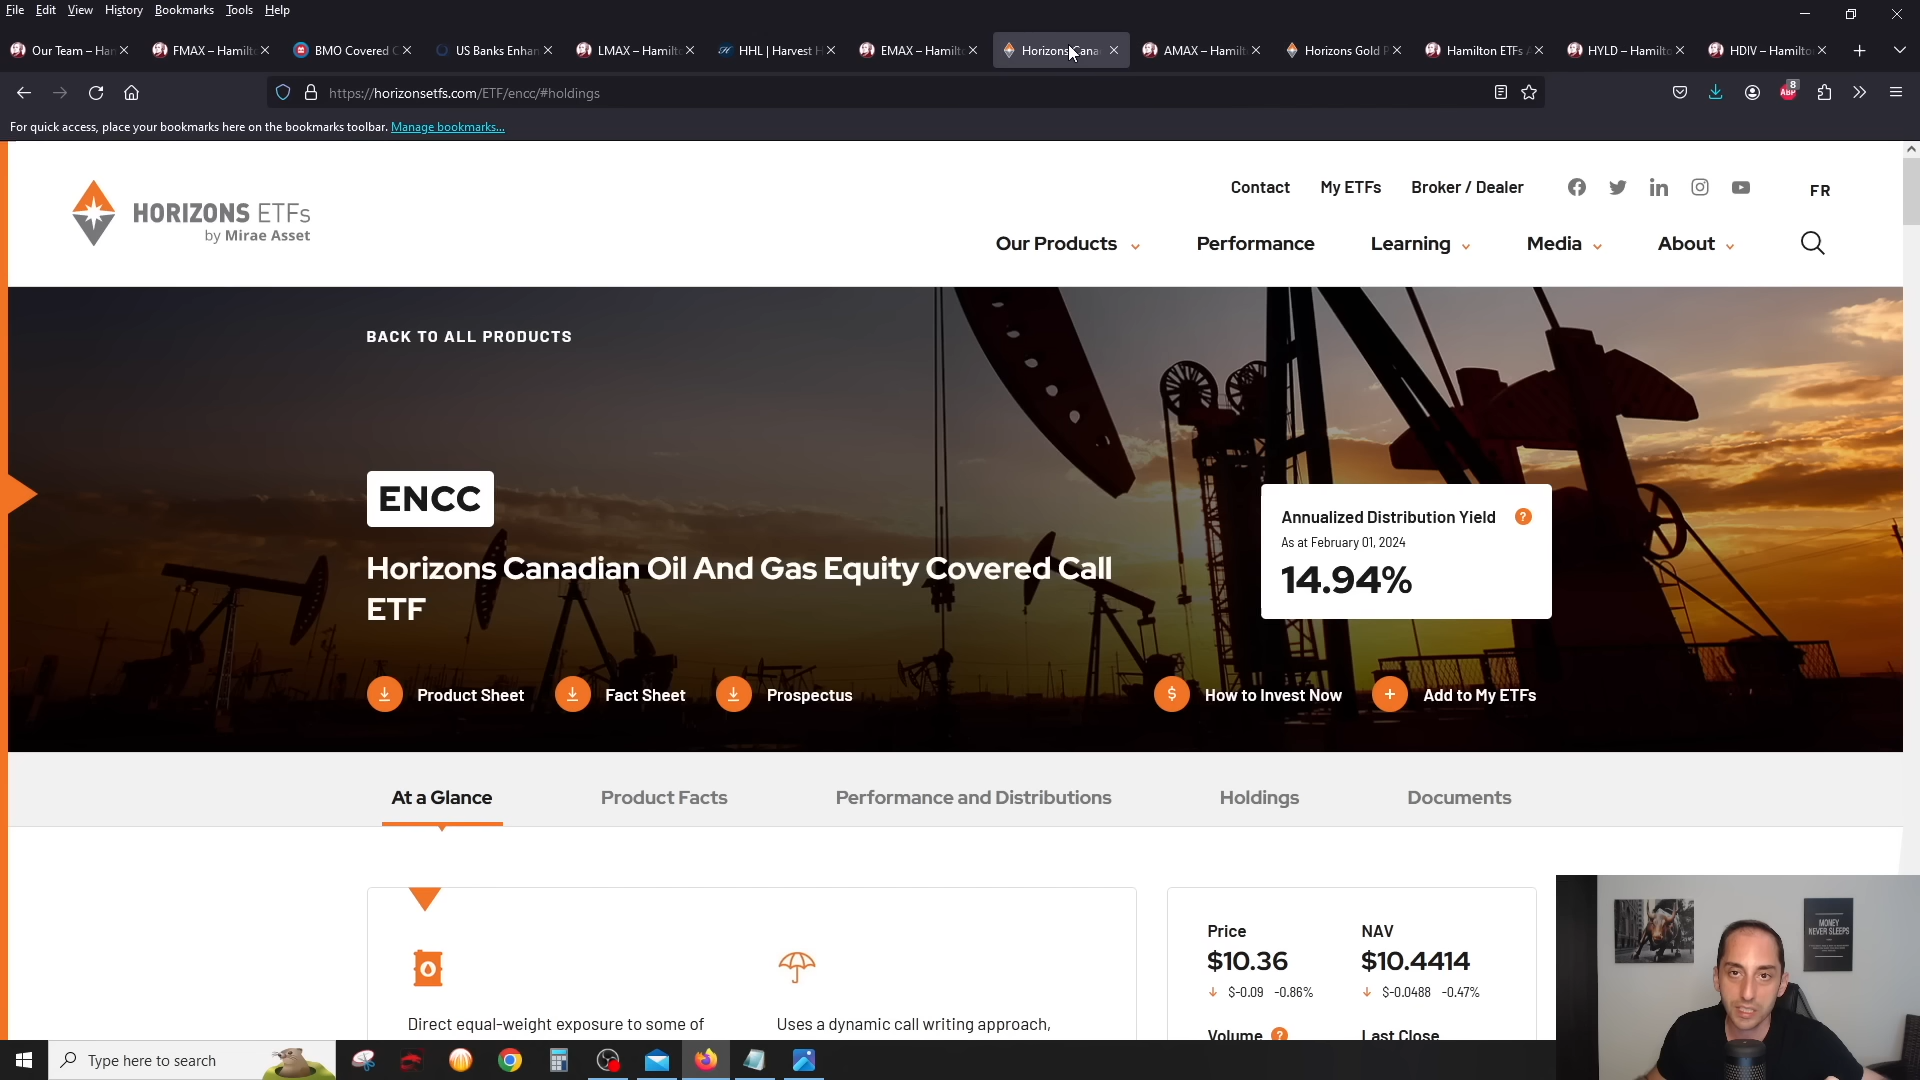 File Edit View History Bookmarks Tools Help
Our Team – Ha
FMAX – Hamilt
BMO Covered C
US Banks Enhan
LMAX – Hamilto
HHL | Harvest H
EMAX – Hamilto
Horizons Cana
AMAX – Hamilt
Horizons Gold P
Hamilton ETFs
HYLD – Hamilto
HDIV – Hamilto
https://horizonsetfs.com/ETF/encc/#holdings
ABP
8
For quick access, place your bookmarks here on the bookmarks toolbar. Manage bookmarks...
HORIZONS ETFs
by Mirae Asset
Contact My ETFs Broker / Dealer
FR
Our Products Performance Learning Media About
BACK TO ALL PRODUCTS
ENCC
Horizons Canadian Oil And Gas Equity Covered Call
ETF
Annualized Distribution Yield ?
As at February 01, 2024
14.94%
Product Sheet Fact Sheet Prospectus
$ How to Invest Now + Add to My ETFs
At a Glance Product Facts Performance and Distributions Holdings Documents
Direct equal-weight exposure to some of
Uses a dynamic call writing approach,
Price NAV
$10.36 $10.4414
$-0.09 -0.86% $-0.0488 -0.47%
Volume ? Last Close
MONEY
NEVER SLEEPS
Type here to search